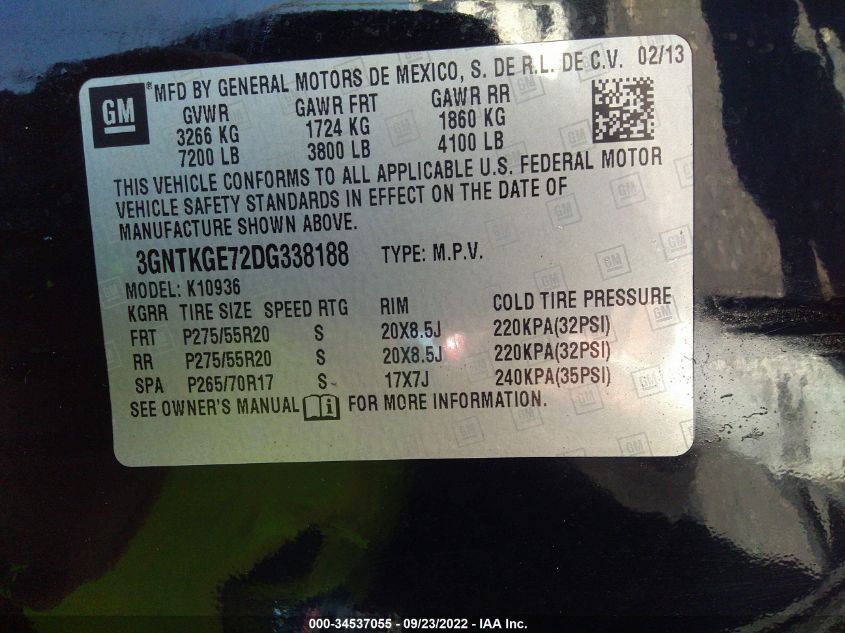 GM ® MFD BY GENERAL MOTORS DE MEXICO, S. DE R.L. DE C.V. 02/13
GVWR GAWR FRT GAWR RR
3266 KG 1724 KG 1860 KG
7200 LB 3800 LB 4100 LB
THIS VEHICLE CONFORMS TO ALL APPLICABLE U.S. FEDERAL MOTOR
VEHICLE SAFETY STANDARDS IN EFFECT ON THE DATE OF
MANUFACTURE SHOWN ABOVE.
3GNTKGE72DG338188 TYPE: M.P.V.
MODEL: K10936
KGRR TIRE SIZE SPEED RTG RIM COLD TIRE PRESSURE
FRT P275/55R20 S 20X8.5J 220KPA(32PSI)
RR P275/55R20 S 20X8.5J 220KPA(32PSI)
SPA P265/70R17 S 17X7J 240KPA(35PSI)
SEE OWNER'S MANUAL FOR MORE INFORMATION.
000-34537055 - 09/23/2022 - IAA Inc.